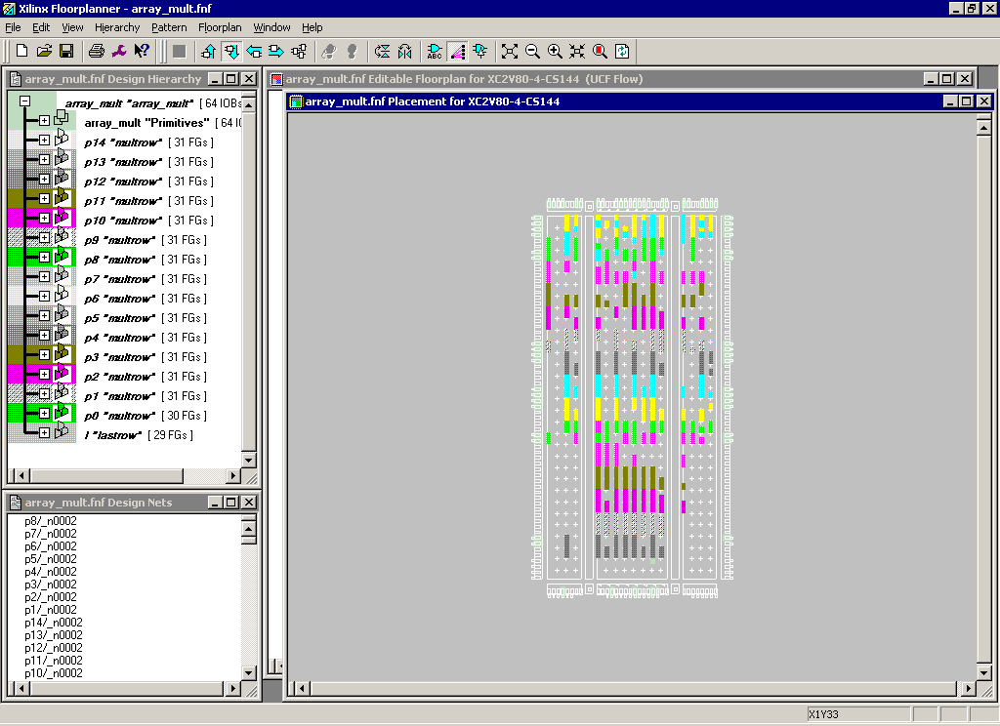 Xilinx Floorplanner - array_mult.fnf
File Edit View Hierarchy Pattern Floorplan Window Help
ABC
array_mult.fnf Design Hierarchy
array_mult.fnf Editable Floorplan for XC2V80-4-CS144 (UCF Flow)
array_mult.fnf Placement for XC2V80-4-CS144
array_mult "array_mult" [ 64 IOBs
array_mult "Primitives" [ 64 IO
p14 "multrow" [ 31 FGs ]
p13 "multrow" [ 31 FGs ]
p12 "multrow" [ 31 FGs ]
p11 "multrow" [ 31 FGs ]
p10 "multrow" [ 31 FGs ]
p9 "multrow" [ 31 FGs ]
p8 "multrow" [ 31 FGs ]
p7 "multrow" [ 31 FGs ]
p6 "multrow" [ 31 FGs ]
p5 "multrow" [ 31 FGs ]
p4 "multrow" [ 31 FGs ]
p3 "multrow" [ 31 FGs ]
p2 "multrow" [ 31 FGs ]
p1 "multrow" [ 31 FGs ]
p0 "multrow" [ 30 FGs ]
l "lastrow" [ 29 FGs ]
array_mult.fnf Design Nets
p8/_n0002
p7/_n0002
p6/_n0002
p5/_n0002
p4/_n0002
p3/_n0002
p2/_n0002
p1/_n0002
p14/_n0002
p13/_n0002
p12/_n0002
p11/_n0002
p10/_n0002
X1Y33